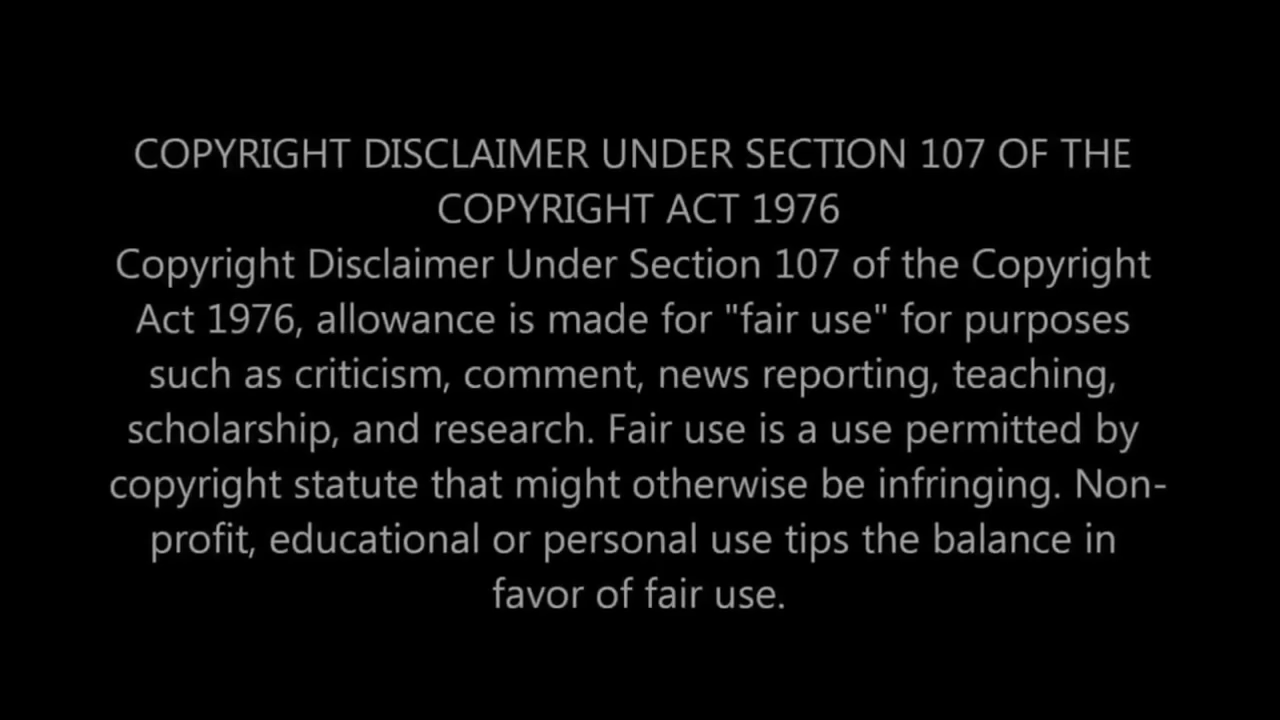 COPYRIGHT DISCLAIMER UNDER SECTION 107 OF THE
COPYRIGHT ACT 1976
Copyright Disclaimer Under Section 107 of the Copyright
Act 1976, allowance is made for "fair use" for purposes
such as criticism, comment, news reporting, teaching,
scholarship, and research. Fair use is a use permitted by
copyright statute that might otherwise be infringing. Non-
profit, educational or personal use tips the balance in
favor of fair use.